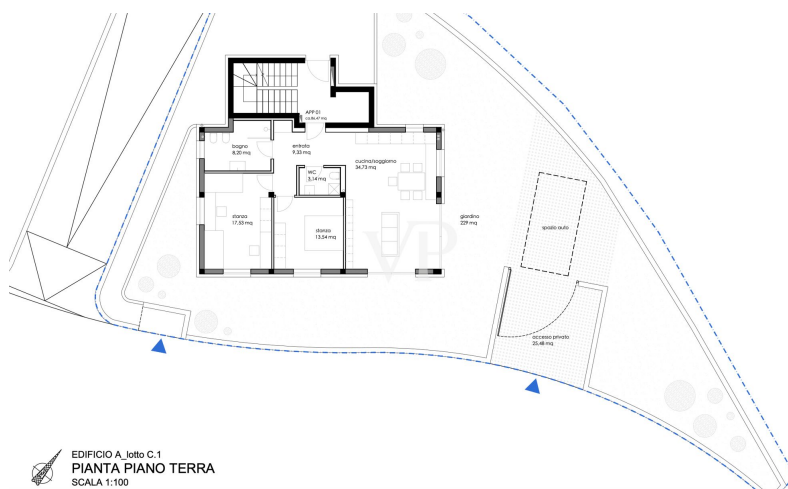 APP 01
bagno
8,20 mq
entrata
9,33 mq
cucina/soggiorno
34,73 mq
WC
3,14 mq
stanza
17,53 mq
stanza
13,54 mq
giardino
229 mq
spazio auto
accesso privato
25,48 mq
VP
EDIFICIO A_lotto C.1
PIANTA PIANO TERRA
SCALA 1:100